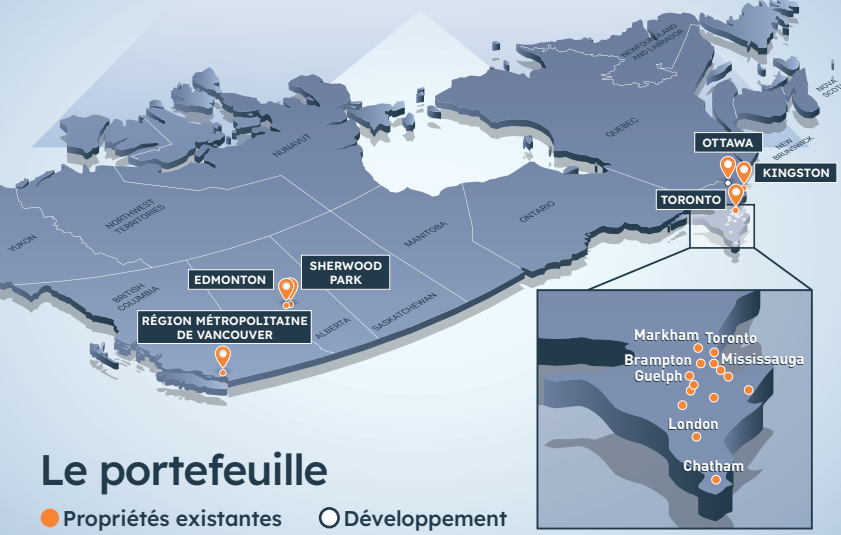 NEWFOUNDLAND
AND LABRADOR
NOVA
QUÉBEC
NEW
BRUNSWICK
NUNAVUT
OTTAWA
KINGSTON
TORONTO
NORTHWEST
TERRITORIES
YUKON
ONTARIO
MANITOBA
EDMONTON
SHERWOOD
PARK
BRITISH
COLUMBIA
RÉGION MÉTROPOLITAINE
DE VANCOUVER
ALBERTA
SASKATCHEWAN
Markham
Toronto
Brampton
Mississauga
Guelph
London
Chatham
Le portefeuille
Propriétés existantes
Développement